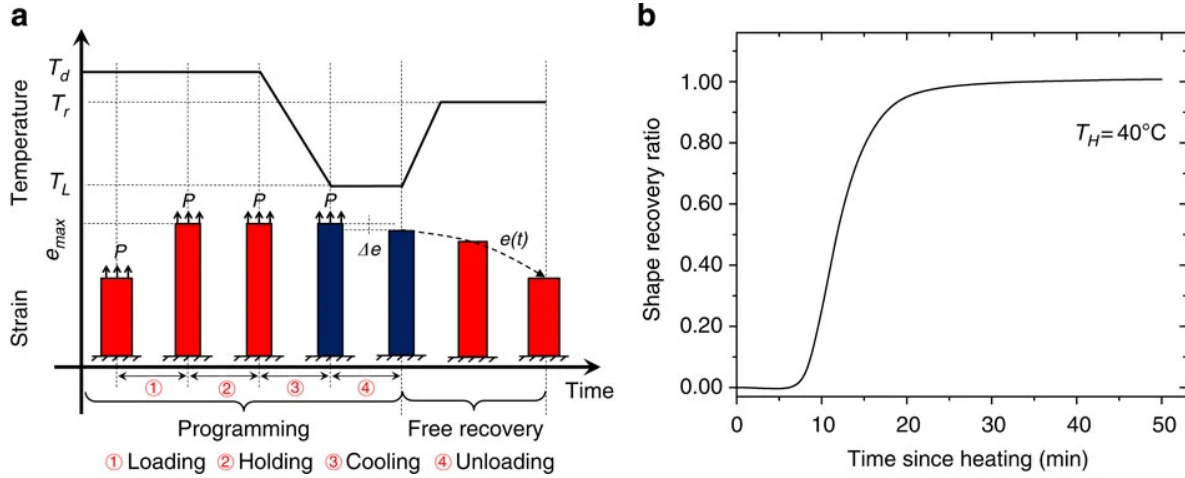 a
Temperature
T_d
T_r
T_L
e_max
Strain
P
P
P
P
Δe
e(t)
① ② ③ ④
Time
Programming
Free recovery
① Loading ② Holding ③ Cooling ④ Unloading
b
Shape recovery ratio
1.00
0.80
0.60
0.40
0.20
0.00
T_H = 40°C
0 10 20 30 40 50
Time since heating (min)